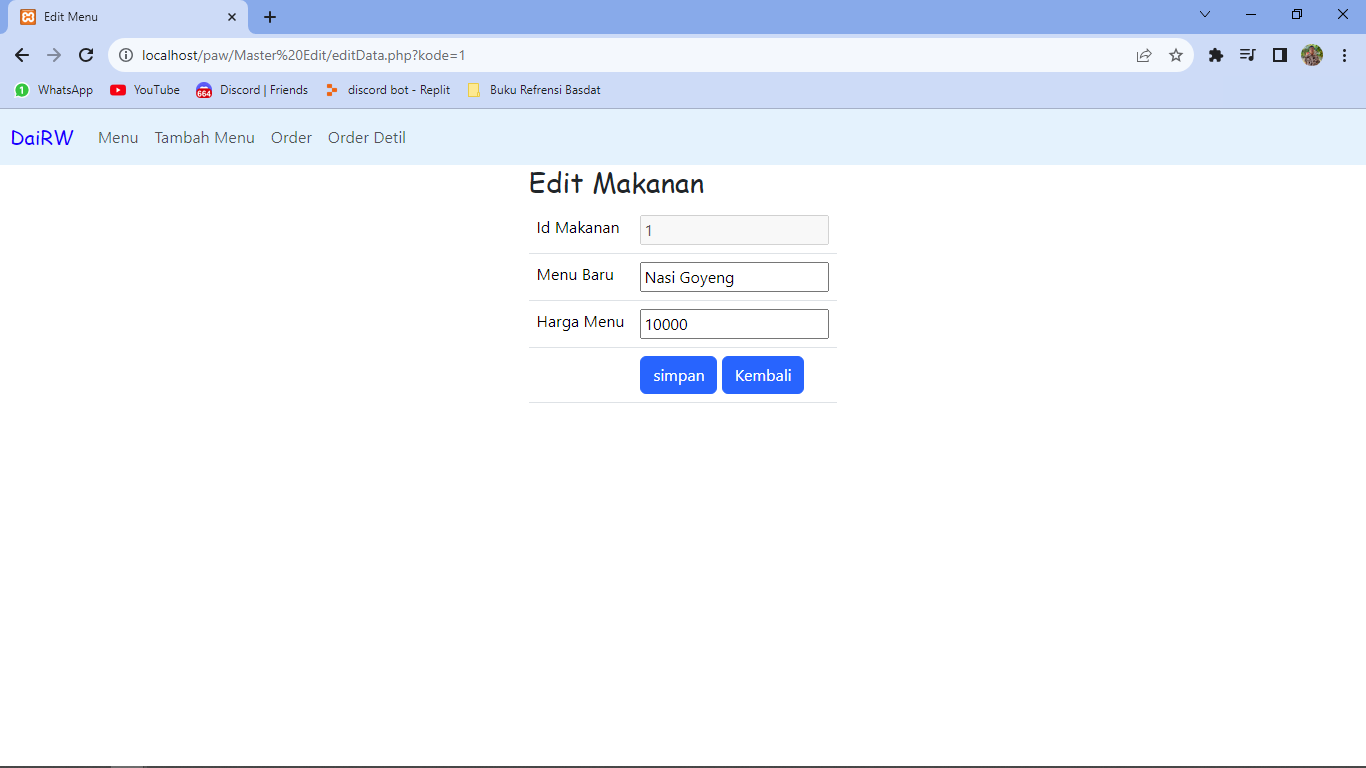 Edit Menu
localhost/paw/Master%20Edit/editData.php?kode=1
1 WhatsApp YouTube 664 Discord | Friends discord bot - Replit Buku Refrensi Basdat
DaiRW Menu Tambah Menu Order Order Detil
Edit Makanan
Id Makanan 1
Menu Baru Nasi Goyeng
Harga Menu 10000
simpan Kembali